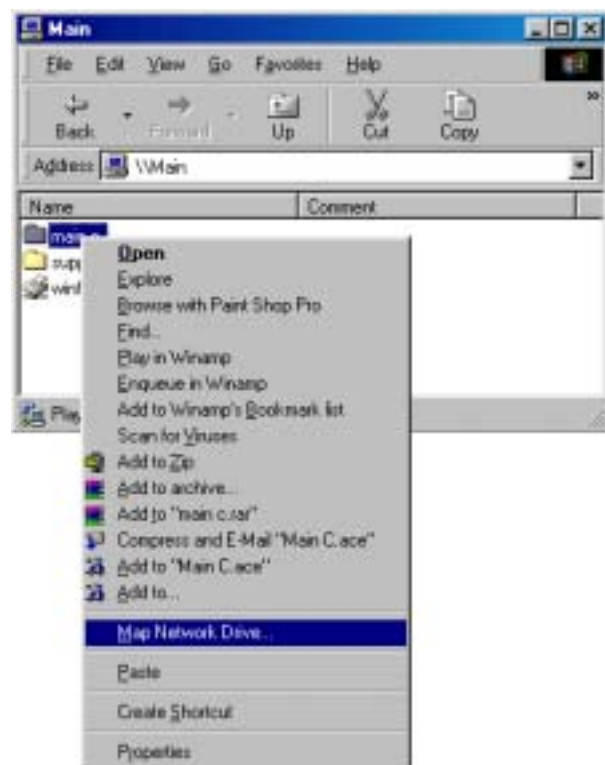 Main
File Edit View Go Favorites Help
Back Forward Up Cut Copy
»
Address \\Main
Name Comment
main c
Open
Explore
Browse with Paint Shop Pro
Find...
Play in Winamp
Enqueue in Winamp
Add to Winamp's Bookmark list
Scan for Viruses
Add to Zip
Add to archive...
Add to "main c.rar"
Compress and E-Mail "Main C.ace"
Add to "Main C.ace"
Add to...
Map Network Drive...
Paste
Create Shortcut
Properties